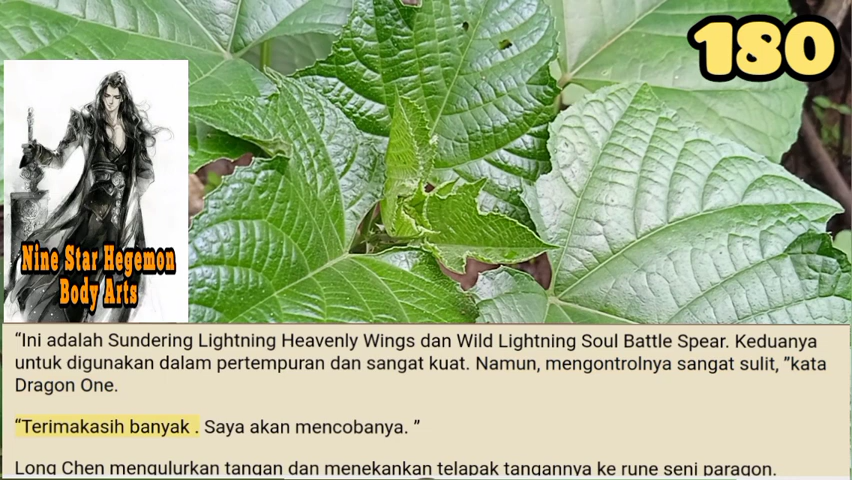 180
Nine Star Hegemon
Body Arts
“Ini adalah Sundering Lightning Heavenly Wings dan Wild Lightning Soul Battle Spear. Keduanya
untuk digunakan dalam pertempuran dan sangat kuat. Namun, mengontrolnya sangat sulit, ”kata
Dragon One.
“Terimakasih banyak . Saya akan mencobanya. ”
Long Chen mengulurkan tangan dan menekankan telapak tangannya ke rune seni paragon.